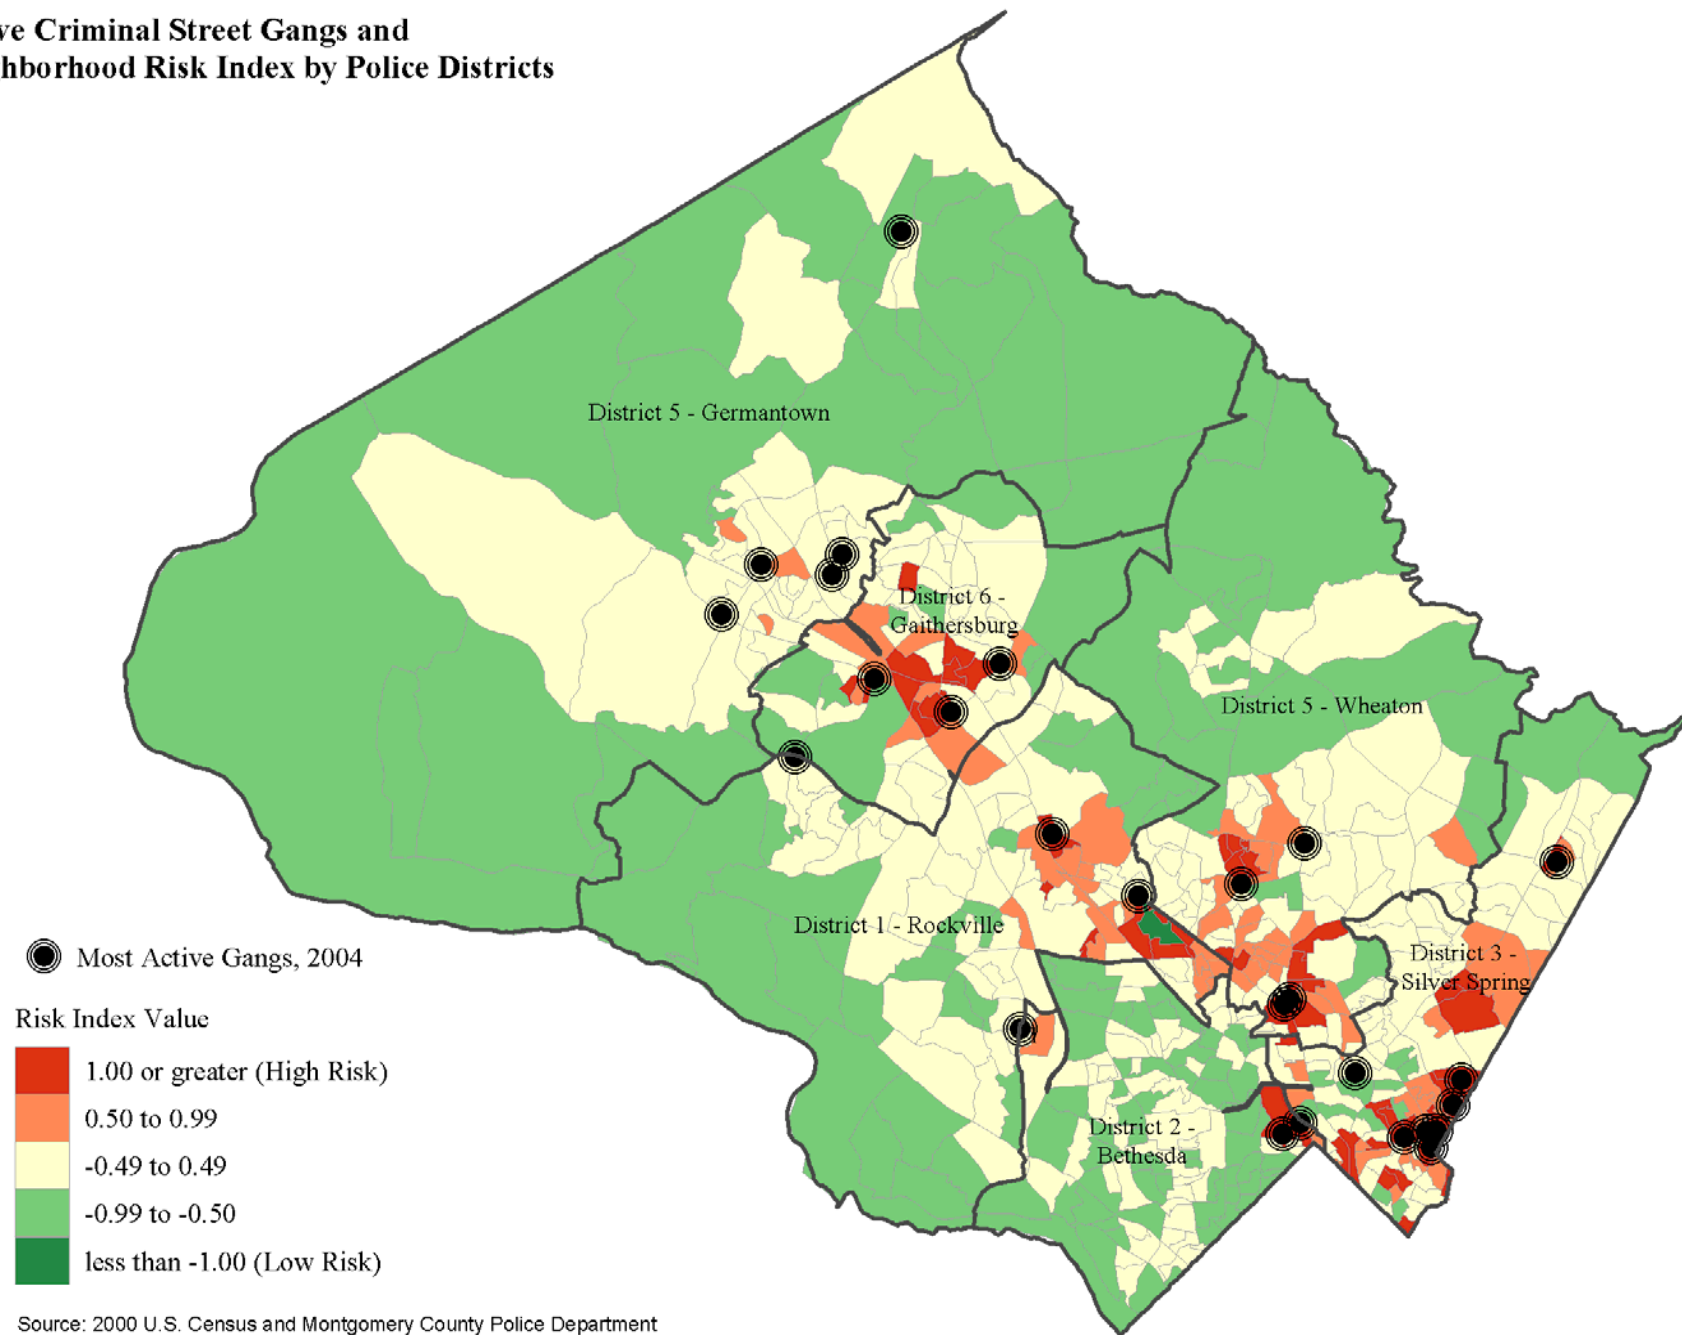 ve Criminal Street Gangs and
hborhood Risk Index by Police Districts
District 5 - Germantown
District 6 -
Gaithersburg
District 5 - Wheaton
District 1 - Rockville
District 3 -
Silver Spring
District 2 -
Bethesda
Most Active Gangs, 2004
Risk Index Value
1.00 or greater (High Risk)
0.50 to 0.99
-0.49 to 0.49
-0.99 to -0.50
less than -1.00 (Low Risk)
Source: 2000 U.S. Census and Montgomery County Police Department